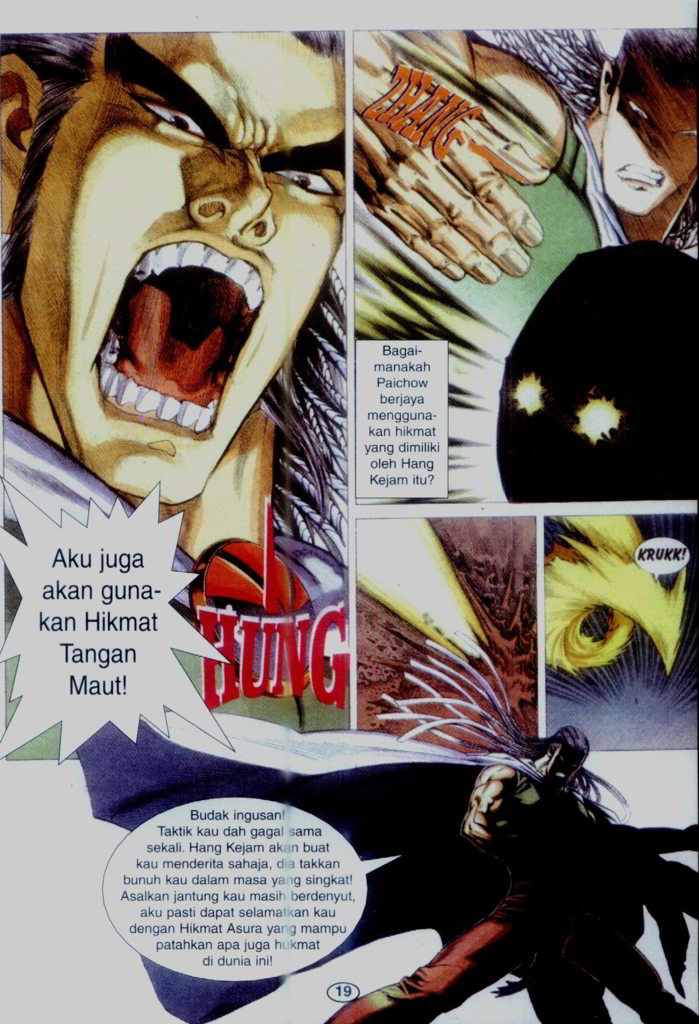 ZHANG
Bagai-
manakah
Paichow
berjaya
mengguna-
kan hikmat
yang dimiliki
oleh Hang
Kejam itu?
Aku juga
akan guna-
kan Hikmat
Tangan
Maut!
HUNG
KRUKK!
Budak ingusan!
Taktik kau dah gagal sama
sekali. Hang Kejam akan buat
kau menderita sahaja, dia takkan
bunuh kau dalam masa yang singkat!
Asalkan jantung kau masih berdenyut,
aku pasti dapat selamatkan kau
dengan Hikmat Asura yang mampu
patahkan apa juga hukmat
di dunia ini!
19